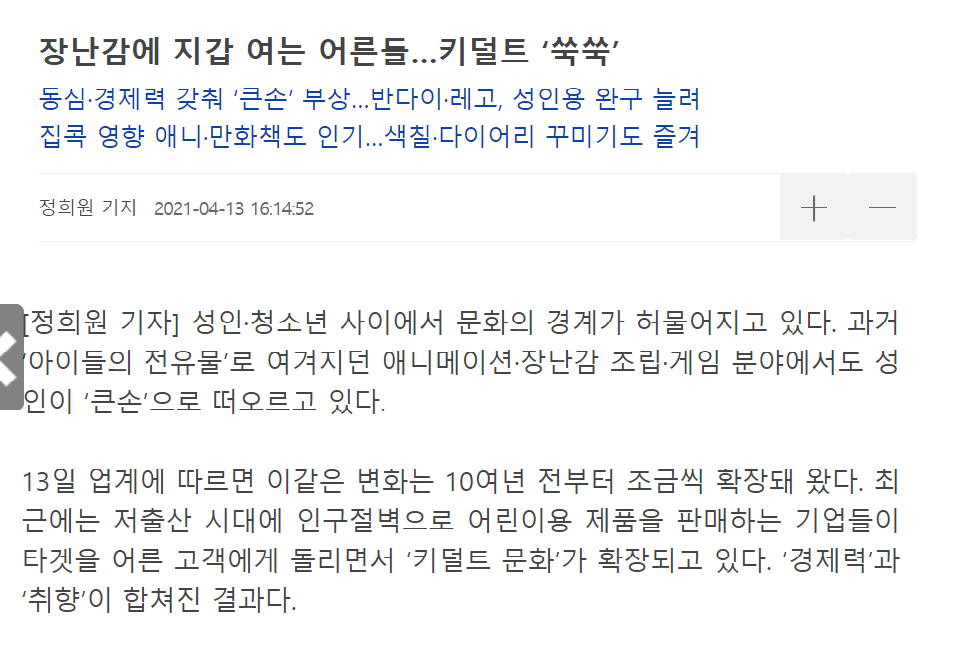 장난감에 지갑 여는 어른들…키덜트 ‘쑥쑥’
동심·경제력 갖춰 ‘큰손’ 부상…반다이·레고, 성인용 완구 늘려
집콕 영향 애니·만화책도 인기…색칠·다이어리 꾸미기도 즐겨
정희원 기자 2021-04-13 16:14:52
[정희원 기자] 성인·청소년 사이에서 문화의 경계가 허물어지고 있다. 과거
‘아이들의 전유물’로 여겨지던 애니메이션·장난감 조립·게임 분야에서도 성
인이 ‘큰손’으로 떠오르고 있다.
13일 업계에 따르면 이같은 변화는 10여년 전부터 조금씩 확장돼 왔다. 최
근에는 저출산 시대에 인구절벽으로 어린이용 제품을 판매하는 기업들이
타겟을 어른 고객에게 돌리면서 ‘키덜트 문화’가 확장되고 있다. ‘경제력’과
‘취향’이 합쳐진 결과다.